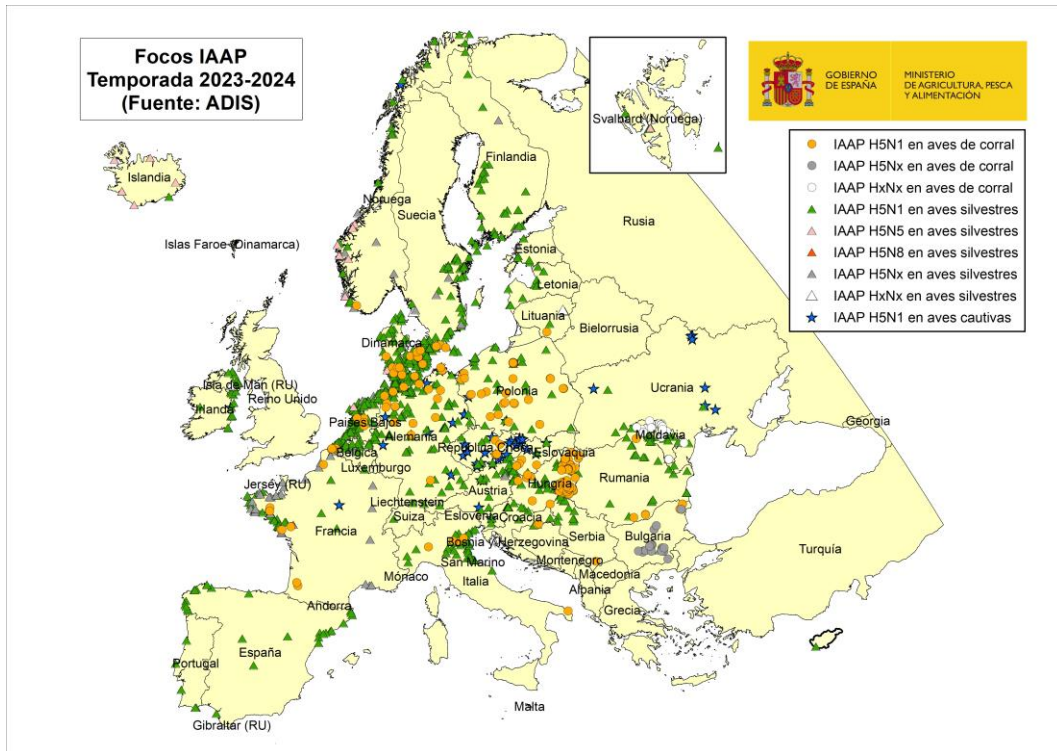 Focos IAAP
Temporada 2023-2024
(Fuente: ADIS)
GOBIERNO
DE ESPAÑA
MINISTERIO
DE AGRICULTURA, PESCA
Y ALIMENTACIÓN
IAAP H5N1 en aves de corral
IAAP H5Nx en aves de corral
IAAP HxNx en aves de corral
IAAP H5N1 en aves silvestres
IAAP H5N5 en aves silvestres
IAAP H5N8 en aves silvestres
IAAP H5Nx en aves silvestres
IAAP HxNx en aves silvestres
IAAP H5N1 en aves cautivas
Svalbard (Noruega)
Islandia
Finlandia
Noruega
Suecia
Rusia
Islas Faroe (Dinamarca)
Estonia
Letonia
Lituania
Bielorrusia
Dinamarca
Isla de Man (RU)
Reino Unido
Irlanda
Polonia
Ucrania
Georgia
Paises Bajos
Alemania
Moldavia
República Checa
Bélgica
Eslovaquia
Luxemburgo
Jersey (RU)
Hungría
Rumania
Austria
Liechtenstein
Suiza
Eslovenia
Croacia
Francia
Serbia
Bosnia y Herzegovina
Bulgaria
Turquía
San Marino
Montenegro
Mónaco
Italia
Macedonia
Albania
Andorra
Grecia
España
Portugal
Gibraltar (RU)
Malta